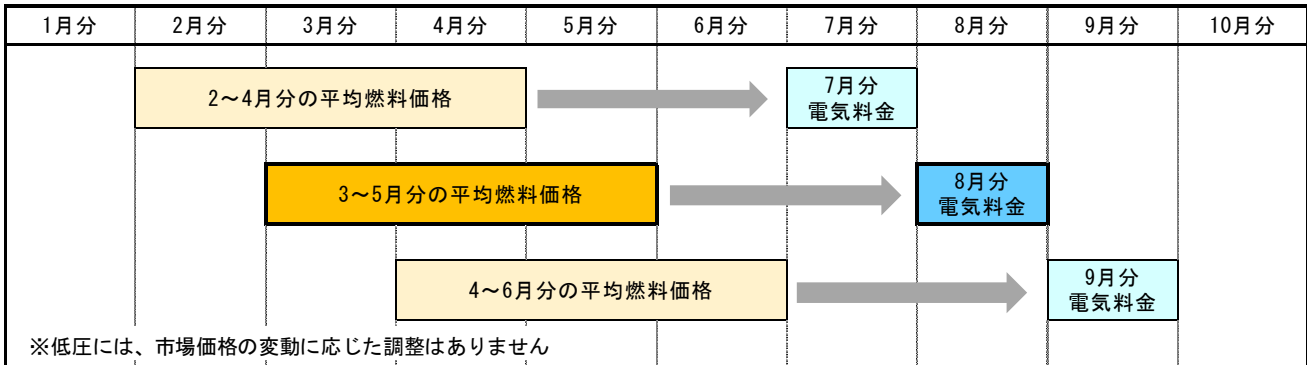 1月分 2月分 3月分 4月分 5月分 6月分 7月分 8月分 9月分 10月分
2～4月分の平均燃料価格
7月分
電気料金
3～5月分の平均燃料価格
8月分
電気料金
4～6月分の平均燃料価格
9月分
電気料金
※低圧には、市場価格の変動に応じた調整はありません